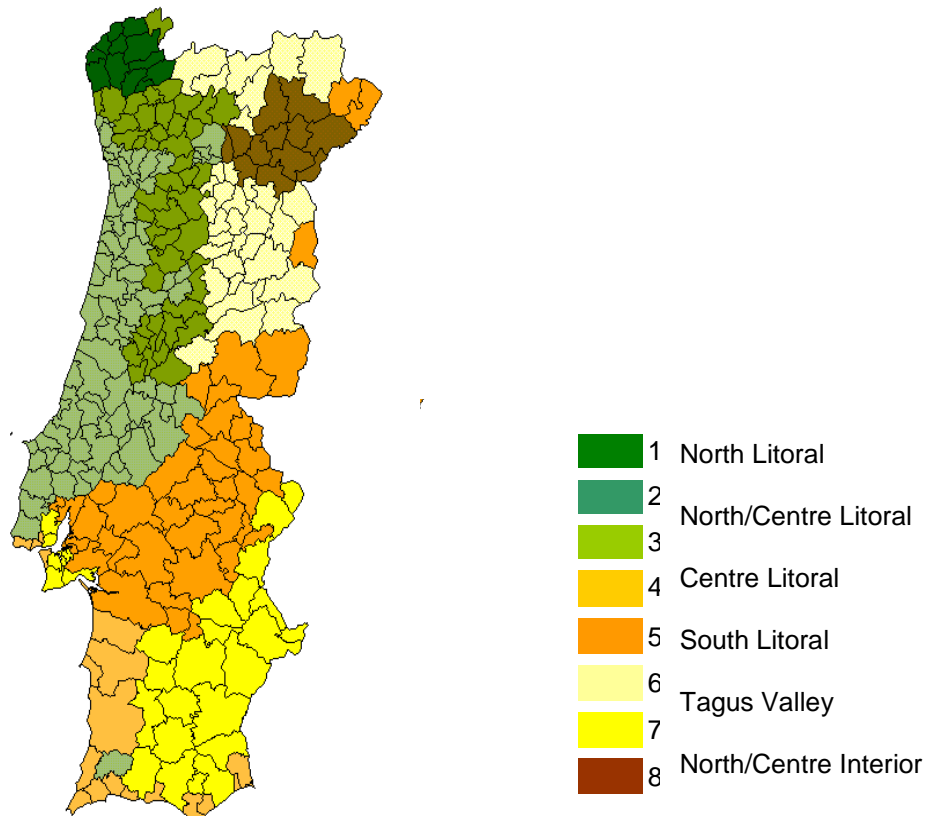 1 North Litoral
2
North/Centre Litoral
3
4 Centre Litoral
5 South Litoral
6
Tagus Valley
7
8 North/Centre Interior